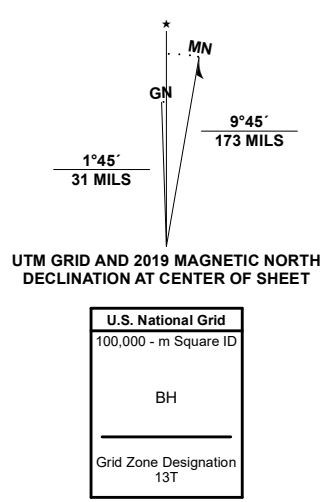 ★
MN
GN
9°45´
173 MILS
1°45´
31 MILS
UTM GRID AND 2019 MAGNETIC NORTH
DECLINATION AT CENTER OF SHEET
U.S. National Grid
100,000 - m Square ID
BH
Grid Zone Designation
13T